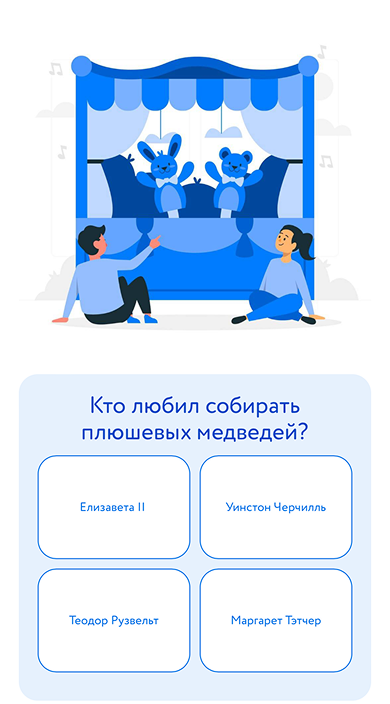 Кто любил собирать
плюшевых медведей?
Елизавета II
Уинстон Черчилль
Теодор Рузвельт
Маргарет Тэтчер